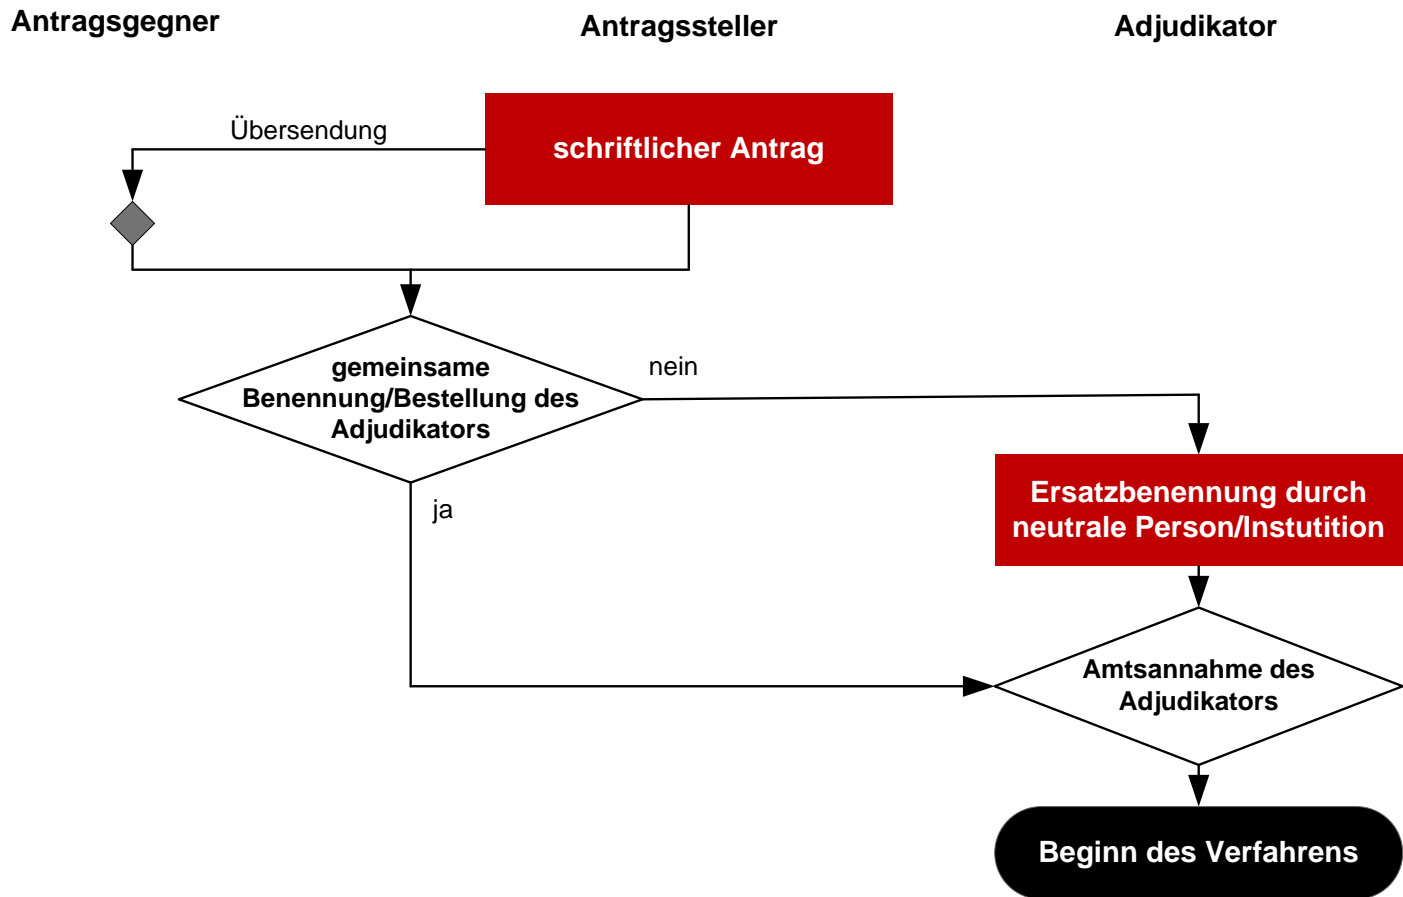 Antragsgegner
Antragssteller
Adjudikator
Übersendung
schriftlicher Antrag
gemeinsame
Benennung/Bestellung des
Adjudikators
nein
ja
Ersatzbenennung durch
neutrale Person/Instutition
Amtsannahme des
Adjudikators
Beginn des Verfahrens